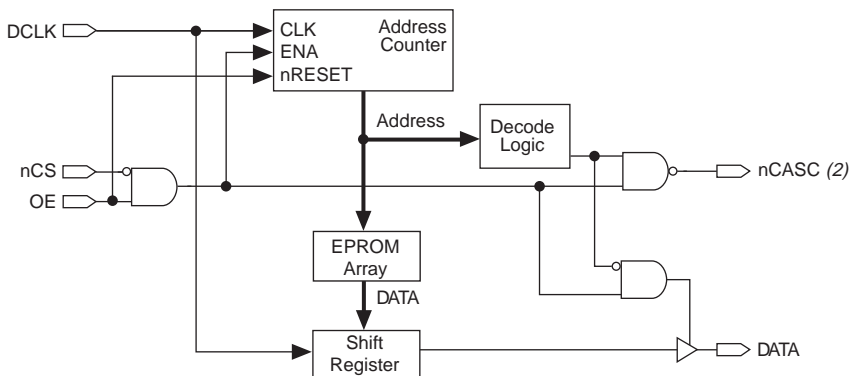 DCLK
CLK
ENA
nRESET
Address
Counter
Address
Decode
Logic
nCS
OE
nCASC (2)
EPROM
Array
DATA
Shift
Register
DATA